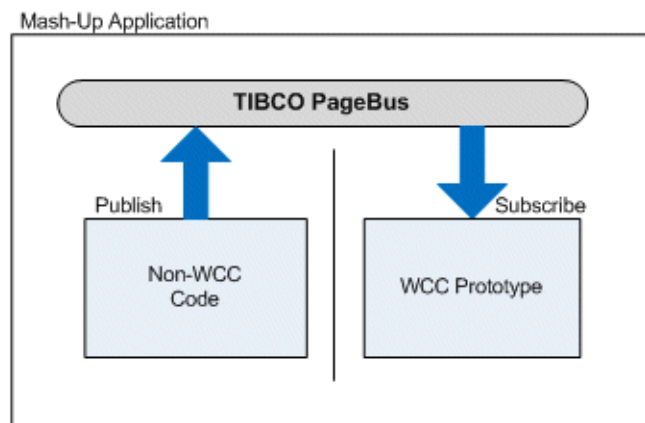 Mash-Up Application
TIBCO PageBus
Publish
Subscribe
Non-WCC
Code
WCC Prototype